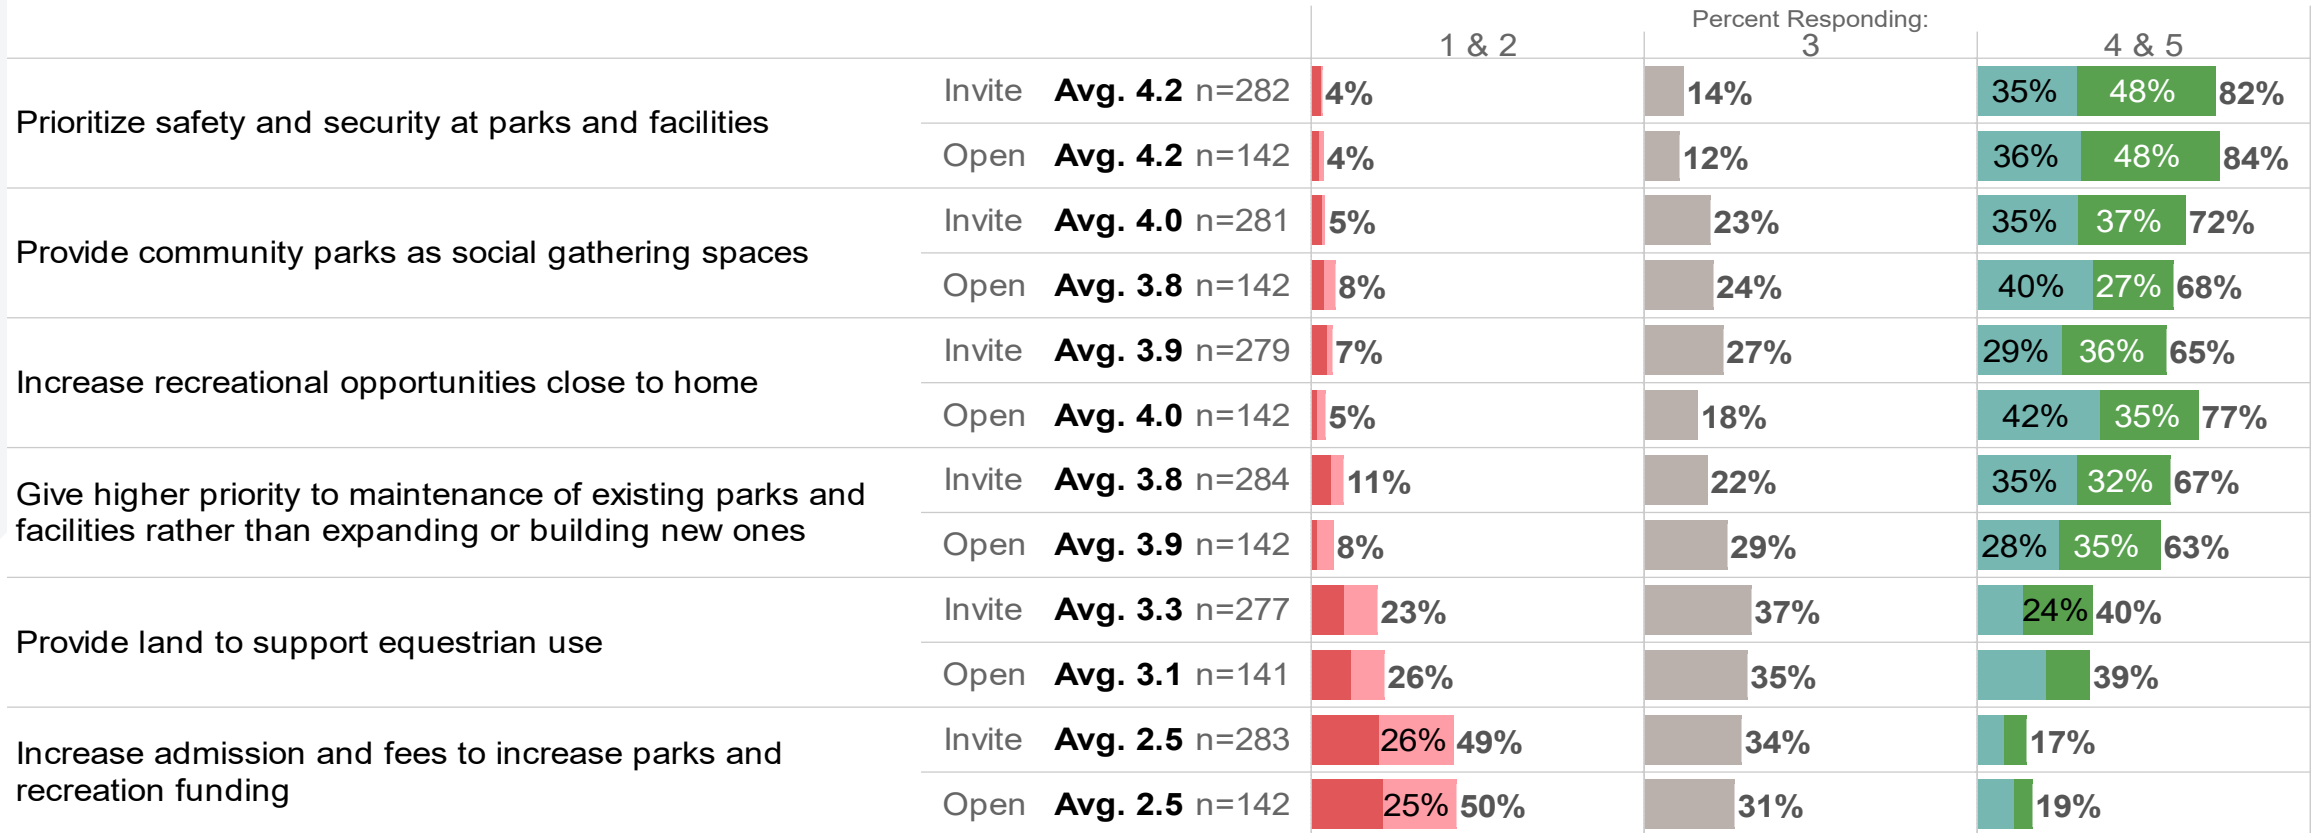 Percent Responding:
1 & 2 3 4 & 5
Prioritize safety and security at parks and facilities
Invite Avg. 4.2 n=282 4% 14% 35% 48% 82%
Open Avg. 4.2 n=142 4% 12% 36% 48% 84%
Provide community parks as social gathering spaces
Invite Avg. 4.0 n=281 5% 23% 35% 37% 72%
Open Avg. 3.8 n=142 8% 24% 40% 27% 68%
Increase recreational opportunities close to home
Invite Avg. 3.9 n=279 7% 27% 29% 36% 65%
Open Avg. 4.0 n=142 5% 18% 42% 35% 77%
Give higher priority to maintenance of existing parks and
facilities rather than expanding or building new ones
Invite Avg. 3.8 n=284 11% 22% 35% 32% 67%
Open Avg. 3.9 n=142 8% 29% 28% 35% 63%
Provide land to support equestrian use
Invite Avg. 3.3 n=277 23% 37% 24% 40%
Open Avg. 3.1 n=141 26% 35% 39%
Increase admission and fees to increase parks and
recreation funding
Invite Avg. 2.5 n=283 26% 49% 34% 17%
Open Avg. 2.5 n=142 25% 50% 31% 19%